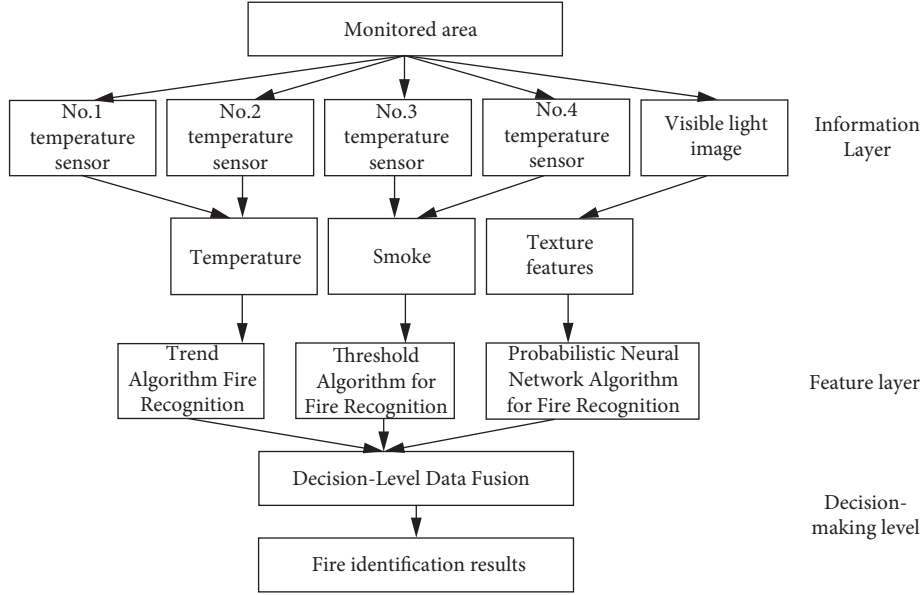 Monitored area
No.1
temperature
sensor
No.2
temperature
sensor
No.3
temperature
sensor
No.4
temperature
sensor
Visible light
image
Information
Layer
Temperature
Smoke
Texture
features
Trend
Algorithm Fire
Recognition
Threshold
Algorithm for
Fire Recognition
Probabilistic Neural
Network Algorithm
for Fire Recognition
Feature layer
Decision-Level Data Fusion
Decision-
making level
Fire identification results